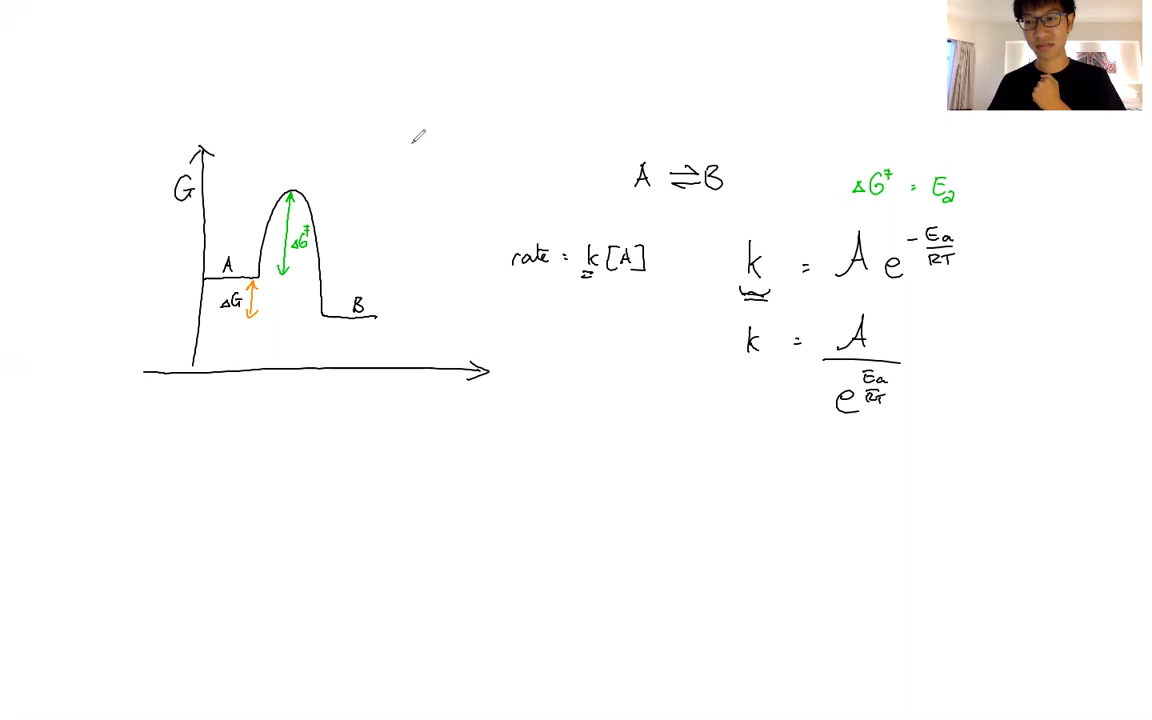 G
A
ΔG‡
ΔG
B
A ⇌ B
ΔG‡ = Ea
rate = k [A]
k = A e^-Ea/RT
k = A / e^Ea/RT